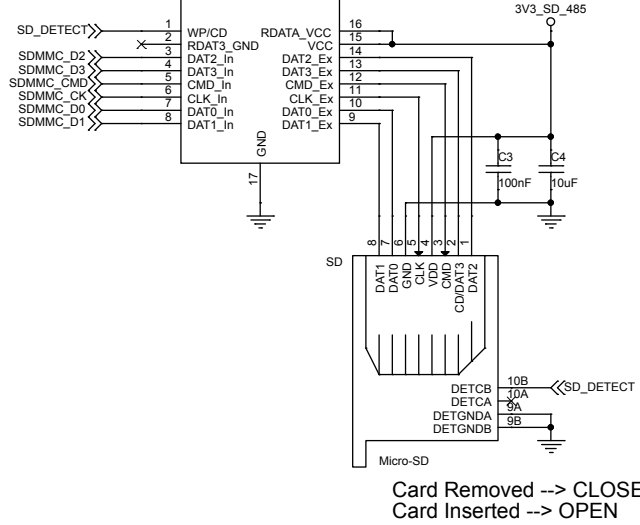 3V3_SD_485
SD_DETECT 1 WP/CD RDATA_VCC 16
2 RDAT3_GND VCC 15
SDMMC_D2 3 DAT2_In DAT2_Ex 14
SDMMC_D3 4 DAT3_In DAT3_Ex 13
SDMMC_CMD 5 CMD_In CMD_Ex 12
SDMMC_CK 6 CLK_In CLK_Ex 11
SDMMC_D0 7 DAT0_In DAT0_Ex 10
SDMMC_D1 8 DAT1_In DAT1_Ex 9
GND
17
C3
100nF
C4
10uF
8 7 6 5 4 3 2 1
SD
DAT1
DAT0
GND
CLK
VDD
CMD
CD/DAT3
DAT2
DETCB 10B SD_DETECT
DETCA 10A
DETGNDA 9A
DETGNDB 9B
Micro-SD
Card Removed --> CLOSE
Card Inserted --> OPEN